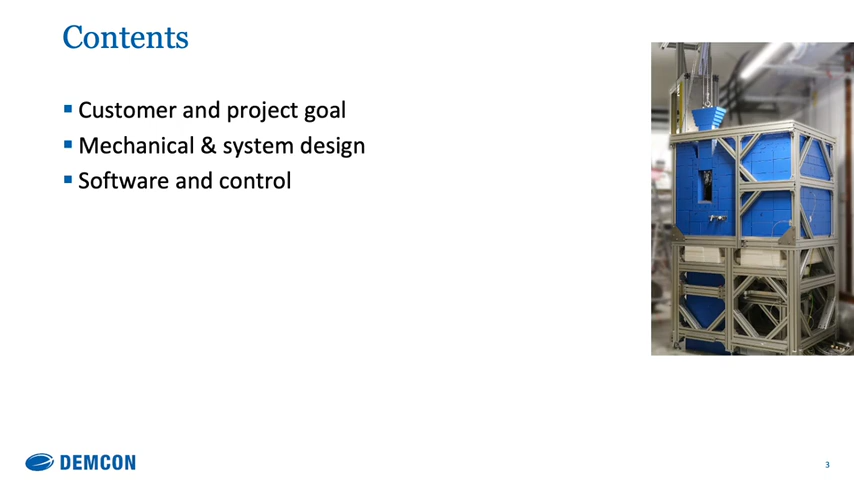 Contents
Customer and project goal
Mechanical & system design
Software and control
DEMCON
3